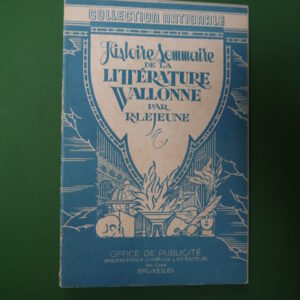 COLLECTION NATIONALE
Histoire Sommaire
DE LA
LITTÉRATURE
WALLONNE
PAR
R. LEJEUNE
OFFICE DE PUBLICITÉ
BRUXELLES